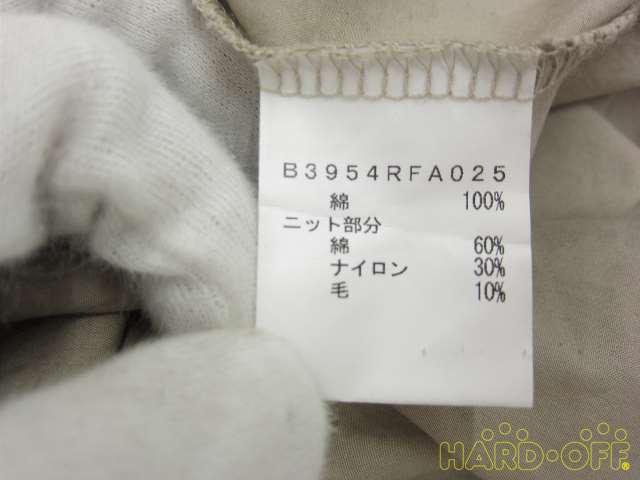 B3954RFA025
綿 100%
ニット部分
綿 60%
ナイロン 30%
毛 10%
HARD-OFF®